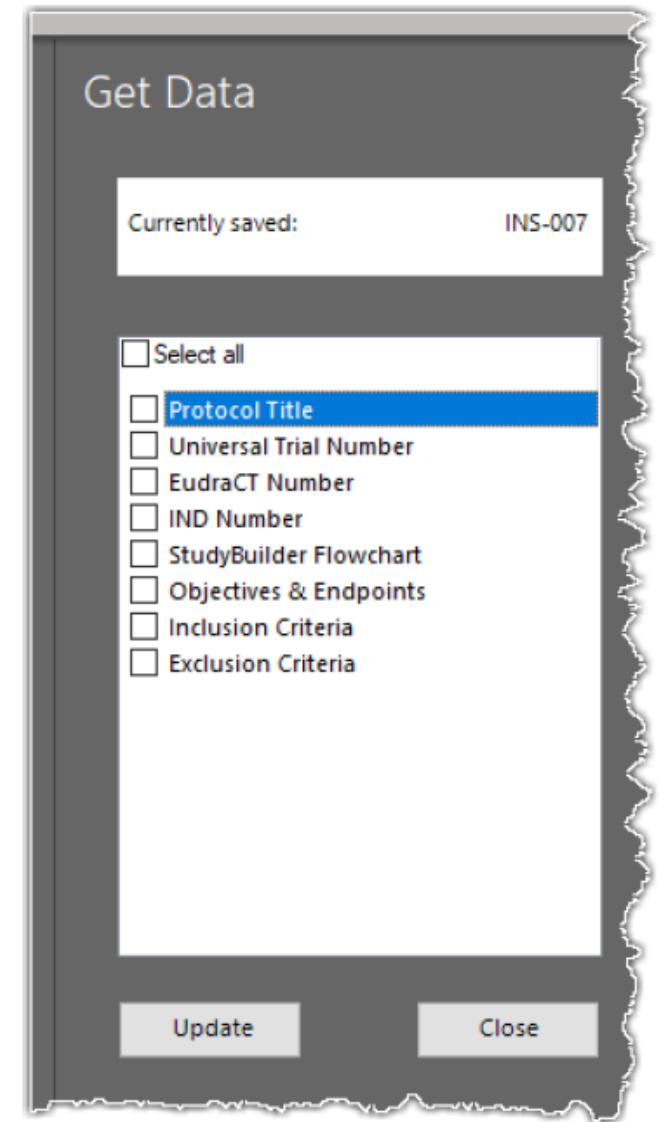 Get Data
Currently saved: INS-007
Select all
Protocol Title
Universal Trial Number
EudraCT Number
IND Number
StudyBuilder Flowchart
Objectives & Endpoints
Inclusion Criteria
Exclusion Criteria
Update Close